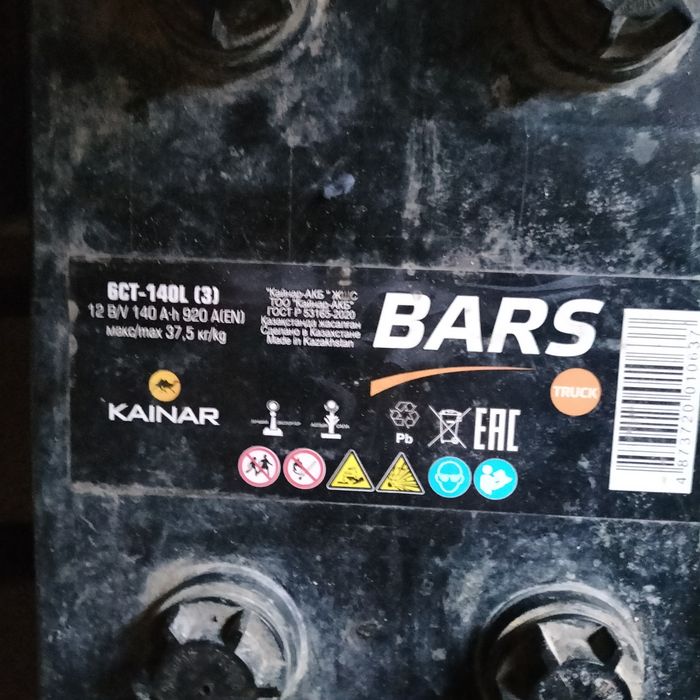 6СТ-140L (3)
12 В/V 140 A·h 920 A(EN)
макс/max 37,5 кг/kg
"Кайнар-АКБ" ЖШС
ТОО "Кайнар-АКБ"
ГОСТ Р 53165-2020
Қазақстанда жасалған
Сделано в Казахстане
Made in Kazakhstan
BARS
TRUCK
KAINAR
Pb
EAC